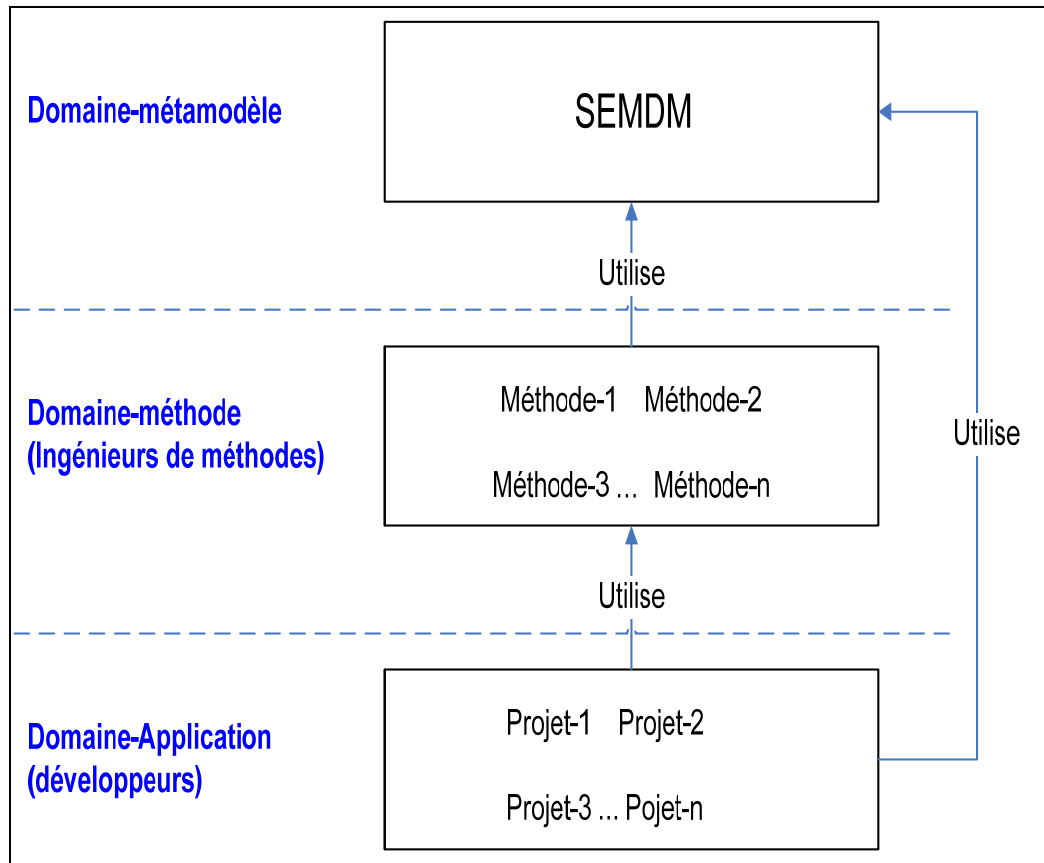 Domaine-métamodèle
SEMDM
Utilise
Domaine-méthode
(Ingénieurs de méthodes)
Méthode-1 Méthode-2
Méthode-3 ... Méthode-n
Utilise
Utilise
Domaine-Application
(développeurs)
Projet-1 Projet-2
Projet-3 ... Pojet-n